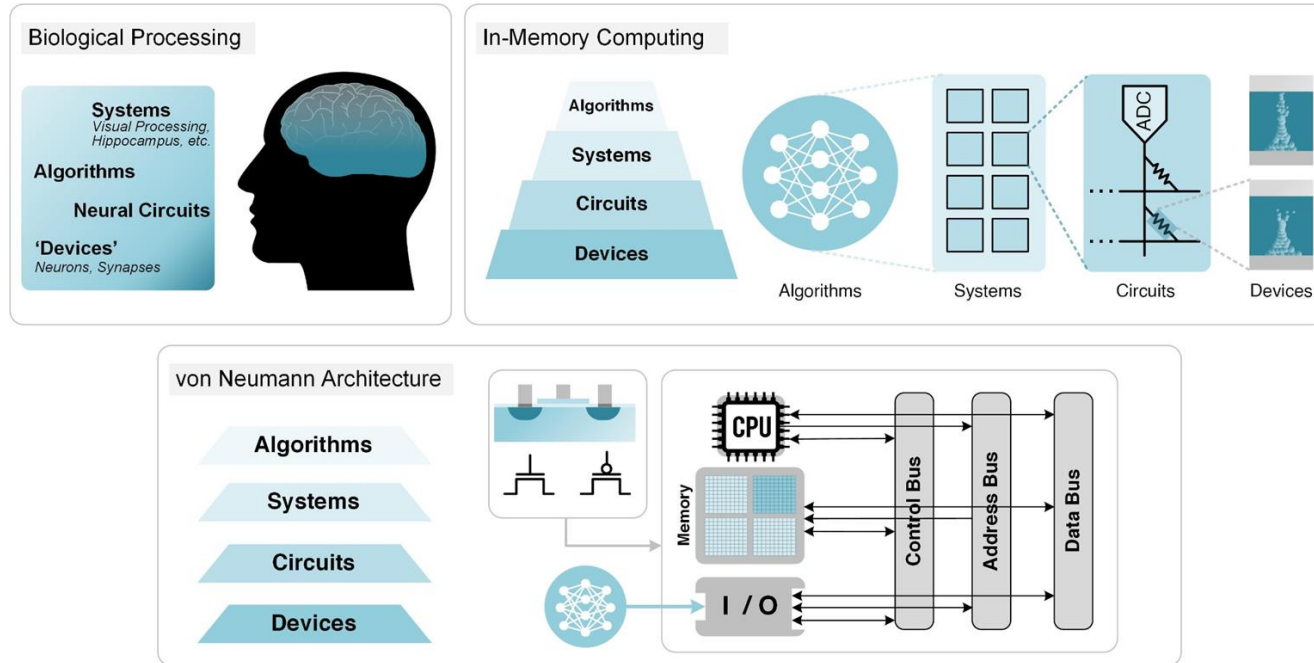 Biological Processing
Systems
Visual Processing,
Hippocampus, etc.
Algorithms
Neural Circuits
‘Devices’
Neurons, Synapses
In-Memory Computing
Algorithms
Systems
Circuits
Devices
ADC
Algorithms
Systems
Circuits
Devices
von Neumann Architecture
Algorithms
Systems
Circuits
Devices
CPU
Memory
I / O
Control Bus
Address Bus
Data Bus